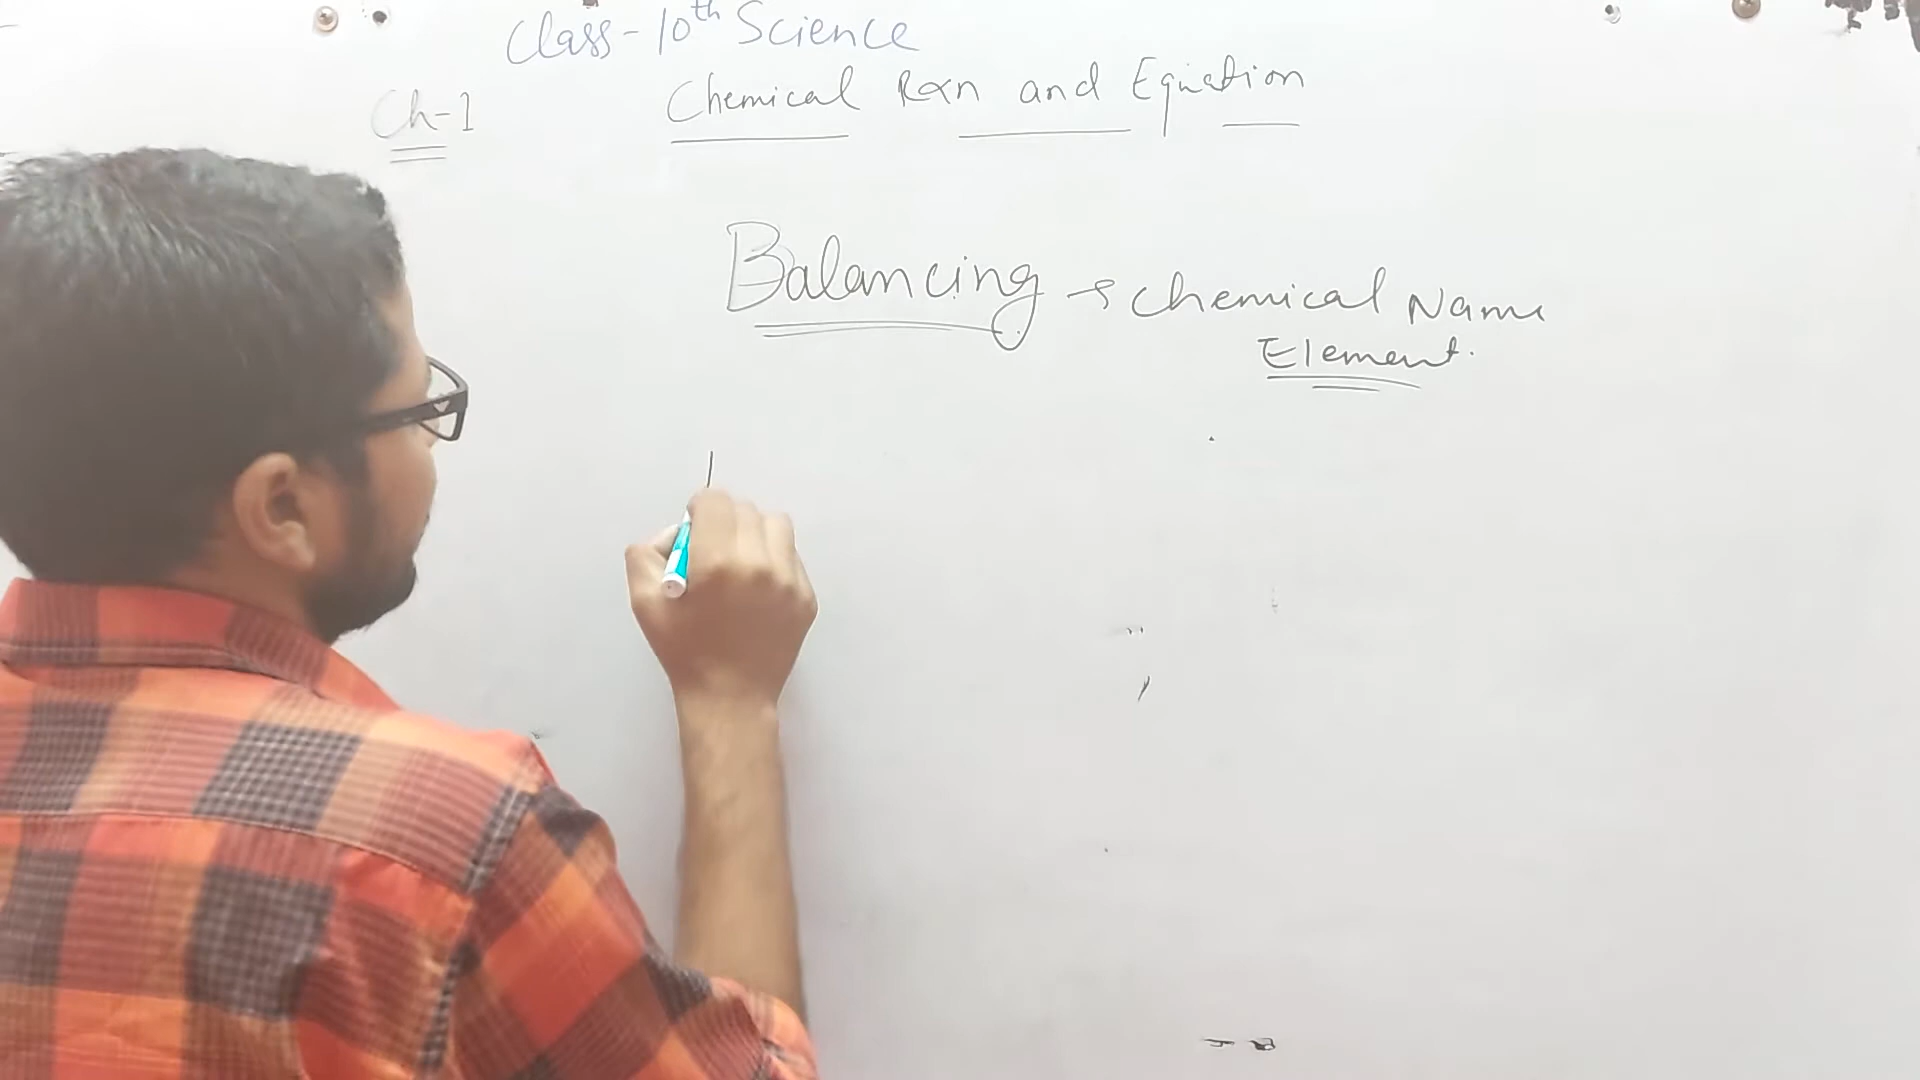 Class-10th Science
Ch-1 Chemical Rxn and Equation
Balancing → Chemical Name
Element.